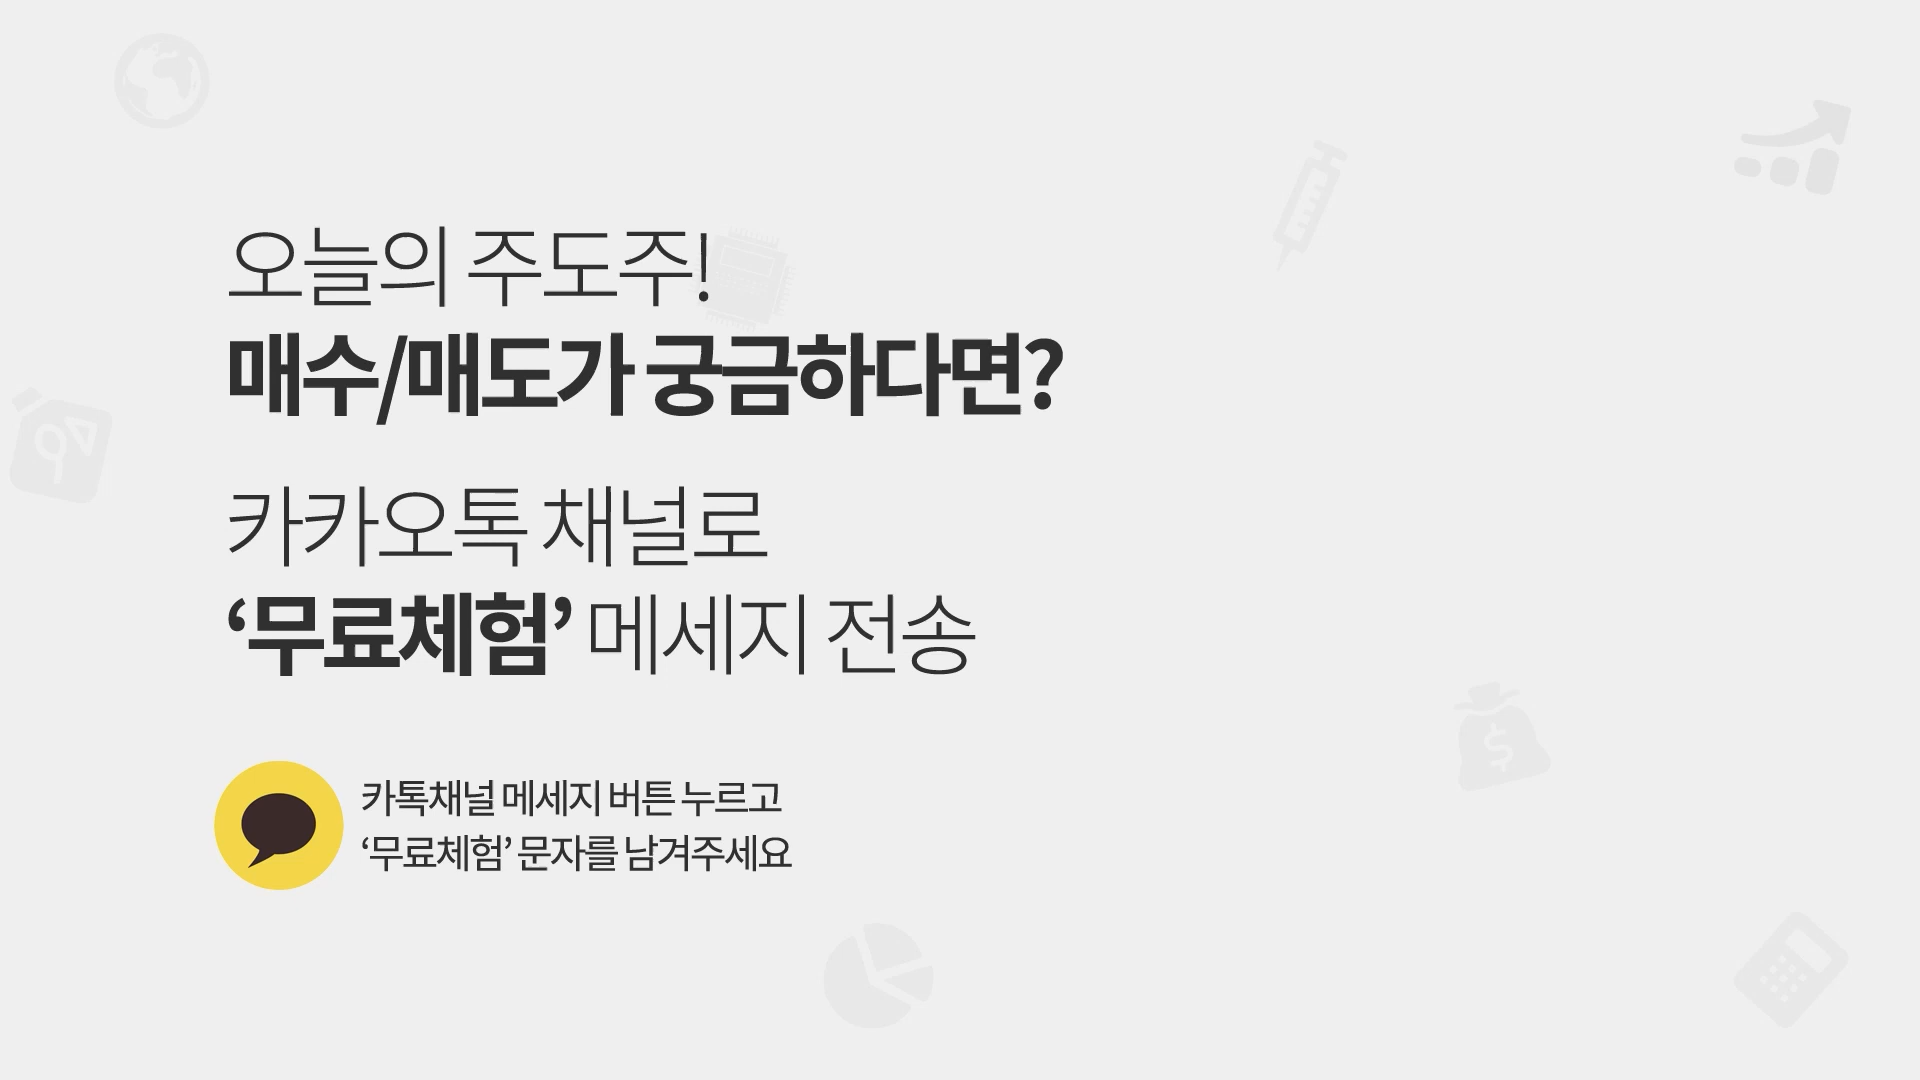 오늘의 주도주!
매수/매도가 궁금하다면?
카카오톡 채널로
‘무료체험’ 메세지 전송
카톡채널 메세지 버튼 누르고
‘무료체험’ 문자를 남겨주세요